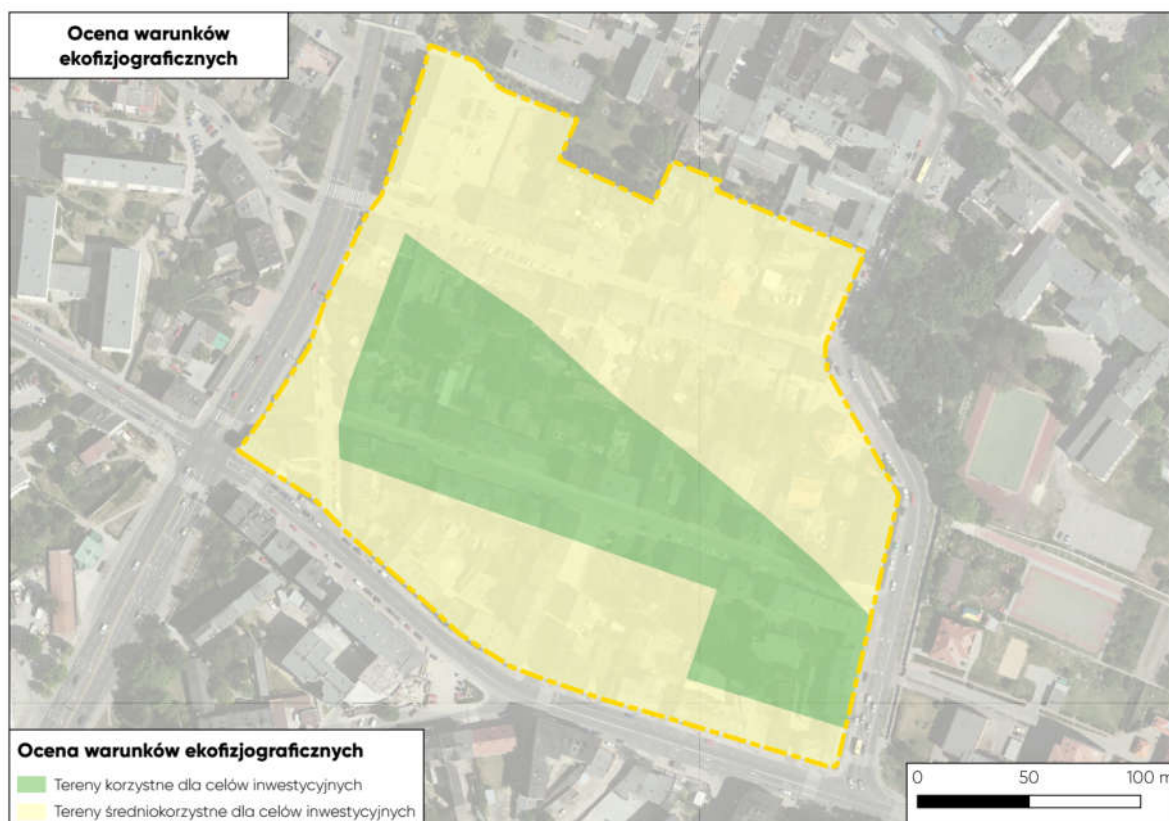 Ocena warunków
ekofizjograficznych
Ocena warunków ekofizjograficznych
Tereny korzystne dla celów inwestycyjnych
Tereny średniokorzystne dla celów inwestycyjnych
0 50 100 m